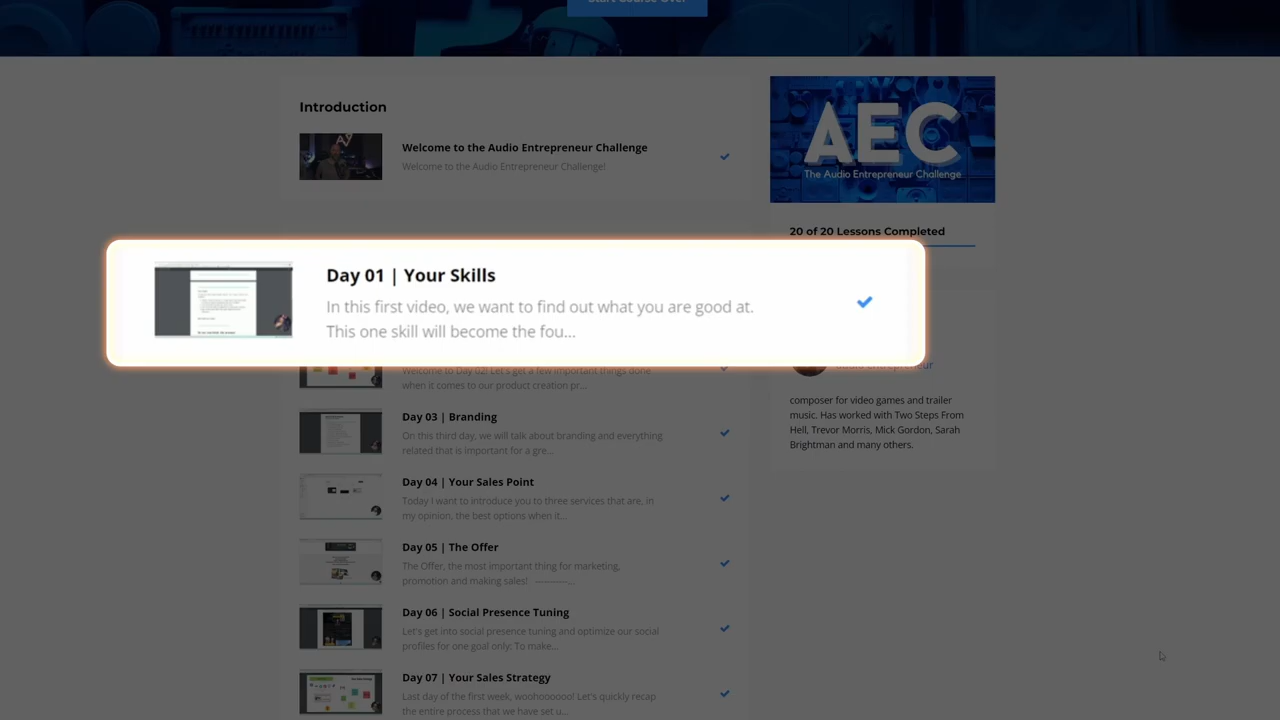 Start Course Over
Introduction
Welcome to the Audio Entrepreneur Challenge
Welcome to the Audio Entrepreneur Challenge!
AEC
The Audio Entrepreneur Challenge
20 of 20 Lessons Completed
Day 01 | Your Skills
In this first video, we want to find out what you are good at.
This one skill will become the fou...
Welcome to Day 02! Let's get a few important things done
when it comes to our product creation pr...
Day 03 | Branding
On this third day, we will talk about branding and everything
related that is important for a gre...
Day 04 | Your Sales Point
Today I want to introduce you to three services that are, in
my opinion, the best options when it...
Day 05 | The Offer
The Offer, the most important thing for marketing,
promotion and making sales! ————...
Day 06 | Social Presence Tuning
Let's get into social presence tuning and optimize our social
profiles for one goal only: To make...
Day 07 | Your Sales Strategy
Last day of the first week, woohoooooo! Let's quickly recap
the entire process that we have set u...
Audio Entrepreneur
composer for video games and trailer
music. Has worked with Two Steps From
Hell, Trevor Morris, Mick Gordon, Sarah
Brightman and many others.